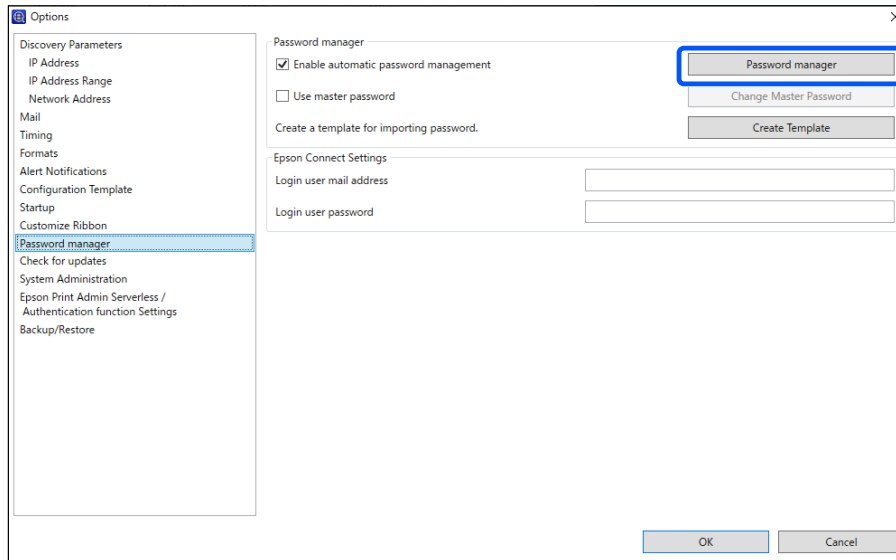 Options
Discovery Parameters
IP Address
IP Address Range
Network Address
Mail
Timing
Formats
Alert Notifications
Configuration Template
Startup
Customize Ribbon
Password manager
Check for updates
System Administration
Epson Print Admin Serverless /
Authentication function Settings
Backup/Restore
Password manager
Enable automatic password management
Password manager
Use master password
Change Master Password
Create a template for importing password.
Create Template
Epson Connect Settings
Login user mail address
Login user password
OK
Cancel